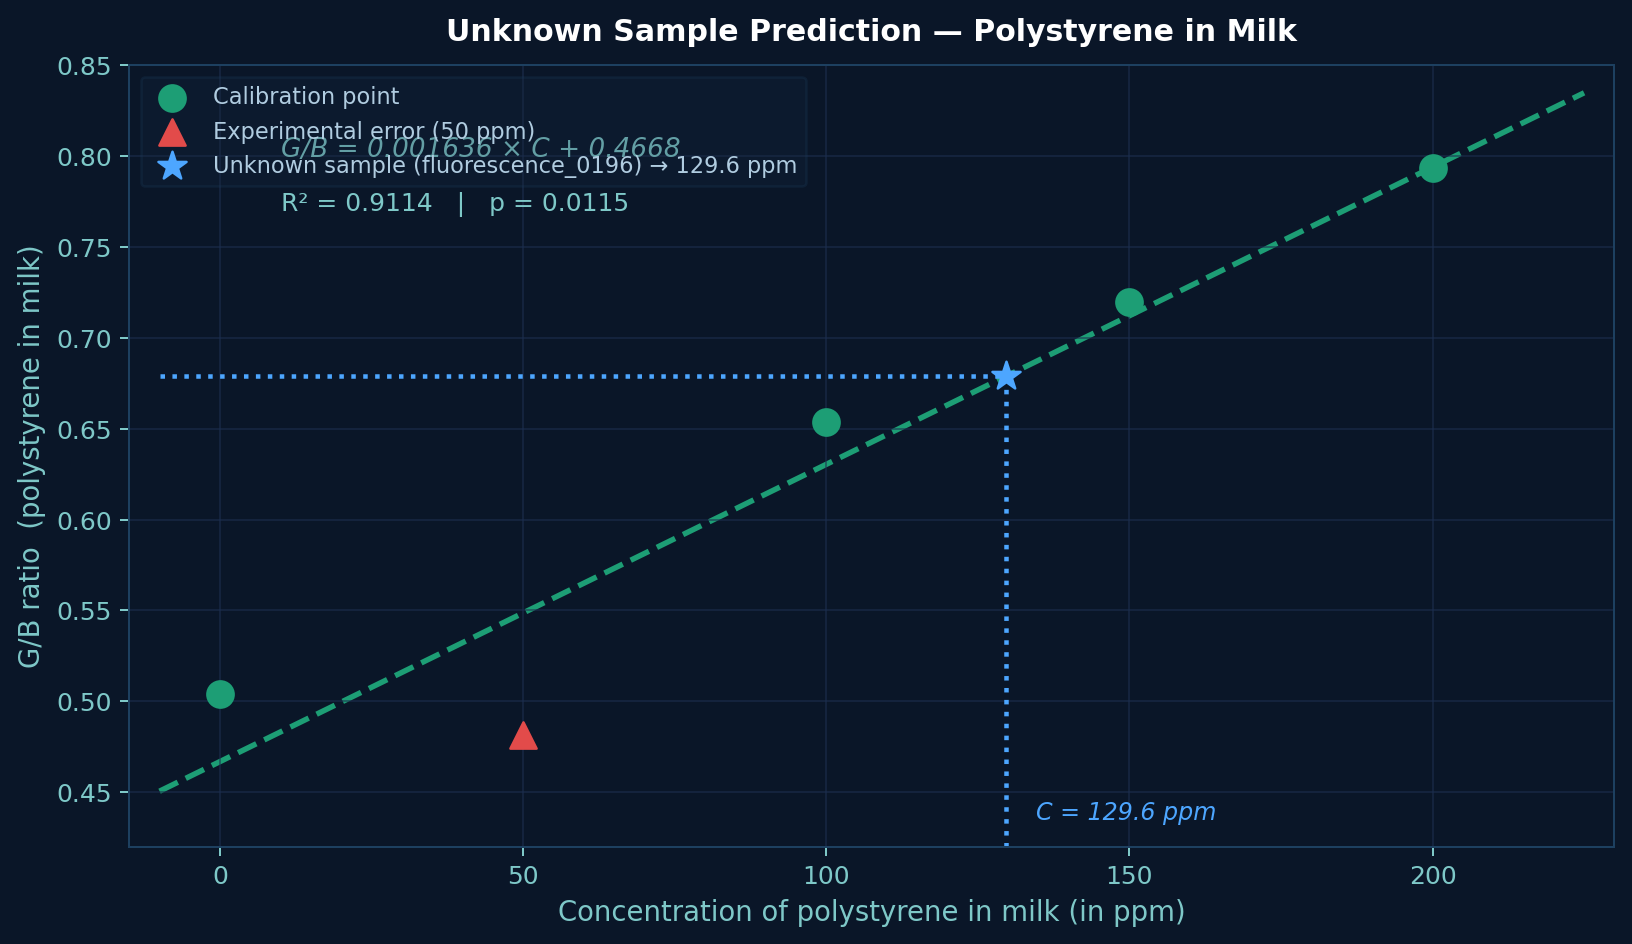 Unknown Sample Prediction — Polystyrene in Milk
Calibration point
Experimental error (50 ppm)
G/B = 0.001636 × C + 0.4668
Unknown sample (fluorescence_0196) → 129.6 ppm
R² = 0.9114 | p = 0.0115
G/B ratio (polystyrene in milk)
0.85
0.80
0.75
0.70
0.65
0.60
0.55
0.50
0.45
C = 129.6 ppm
0 50 100 150 200
Concentration of polystyrene in milk (in ppm)